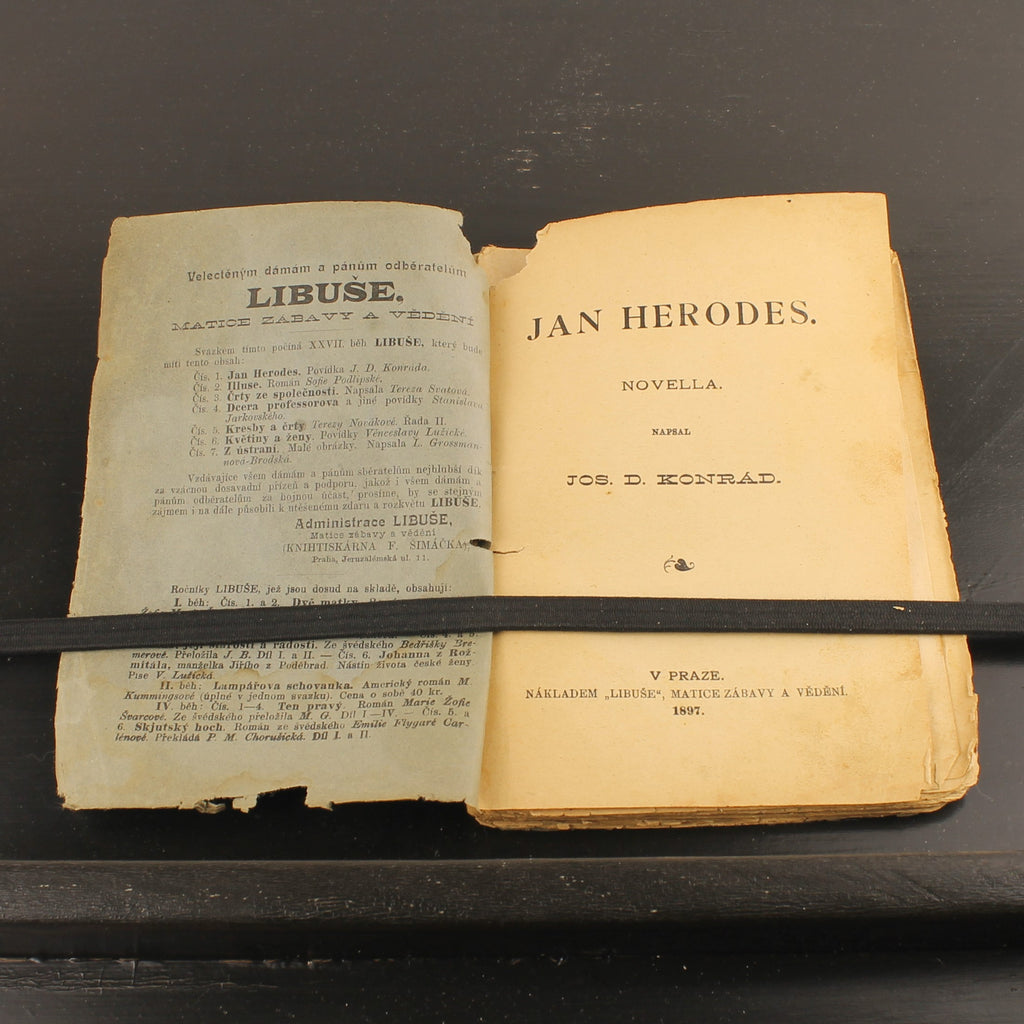 Velectěným dámám a pánům odběratelům
LIBUŠE,
MATICE ZÁBAVY A VĚDĚNÍ
Svazkem tímto počíná XXVII. běh LIBUŠE, který bude
míti tento obsah:
Čís. 1. Jan Herodes. Povídka J. D. Konráda.
Čís. 2. Illuse. Román Sofie Podlipské.
Čís. 3. Črty ze společnosti. Napsala Tereza Svatová.
Čís. 4. Dcera professorova a jiné povídky Stanislava
Jarkovského.
Čís. 5. Kresby a črty Terezy Novákové. Řada II.
Čís. 6. Květiny a ženy. Povídky Věnceslavy Lužické.
Čís. 7. Z ústraní. Malé obrázky. Napsala L. Grossman-
nová-Brodská.
Vzdávajíce všem dámám a pánům sběratelům nejhlubší dík
za vzácnou dosavadní přízeň a podporu, jakož i všem dámám a
pánům odběratelům za hojnou účast, prosíme, by se stejným
zájmem i na dále působili k utěšenému zdaru a rozkvětu LIBUŠE.
Administrace LIBUŠE,
Matice zábavy a vědění
(KNIHTISKÁRNA F. ŠIMÁČKA),
Praha, Jeruzalémská ul. 11.
Ročníky LIBUŠE, jež jsou dosud na skladě, obsahují:
I. běh: Čís. 1. a 2. Dvě matky.
starosti a radosti. Ze švédského Bedřišky Bre-
merové. Přeložila J. B. Díl I. a II. — Čís. 6. Johanna z Rož-
mitála, manželka Jiřího z Poděbrad. Nástin života české ženy.
Píše V. Lužická.
II. běh: Lampářova schovanka. Americký román M.
Kummingsové (úplné v jednom svazku). Cena o sobě 40 kr.
IV. běh: Čís. 1—4. Ten pravý. Román Marie Žofie
Švarcové. Ze švédského přeložila M. G. Díl I.—IV. — Čís. 5. a
6. Skjutský hoch. Román ze švédského Emilie Flygaré Car-
lénové. Překládá P. M. Chorušická. Díl I. a II.
JAN HERODES.
NOVELLA.
NAPSAL
JOS. D. KONRÁD.
V PRAZE.
NÁKLADEM „LIBUŠE“, MATICE ZÁBAVY A VĚDĚNÍ.
1897.